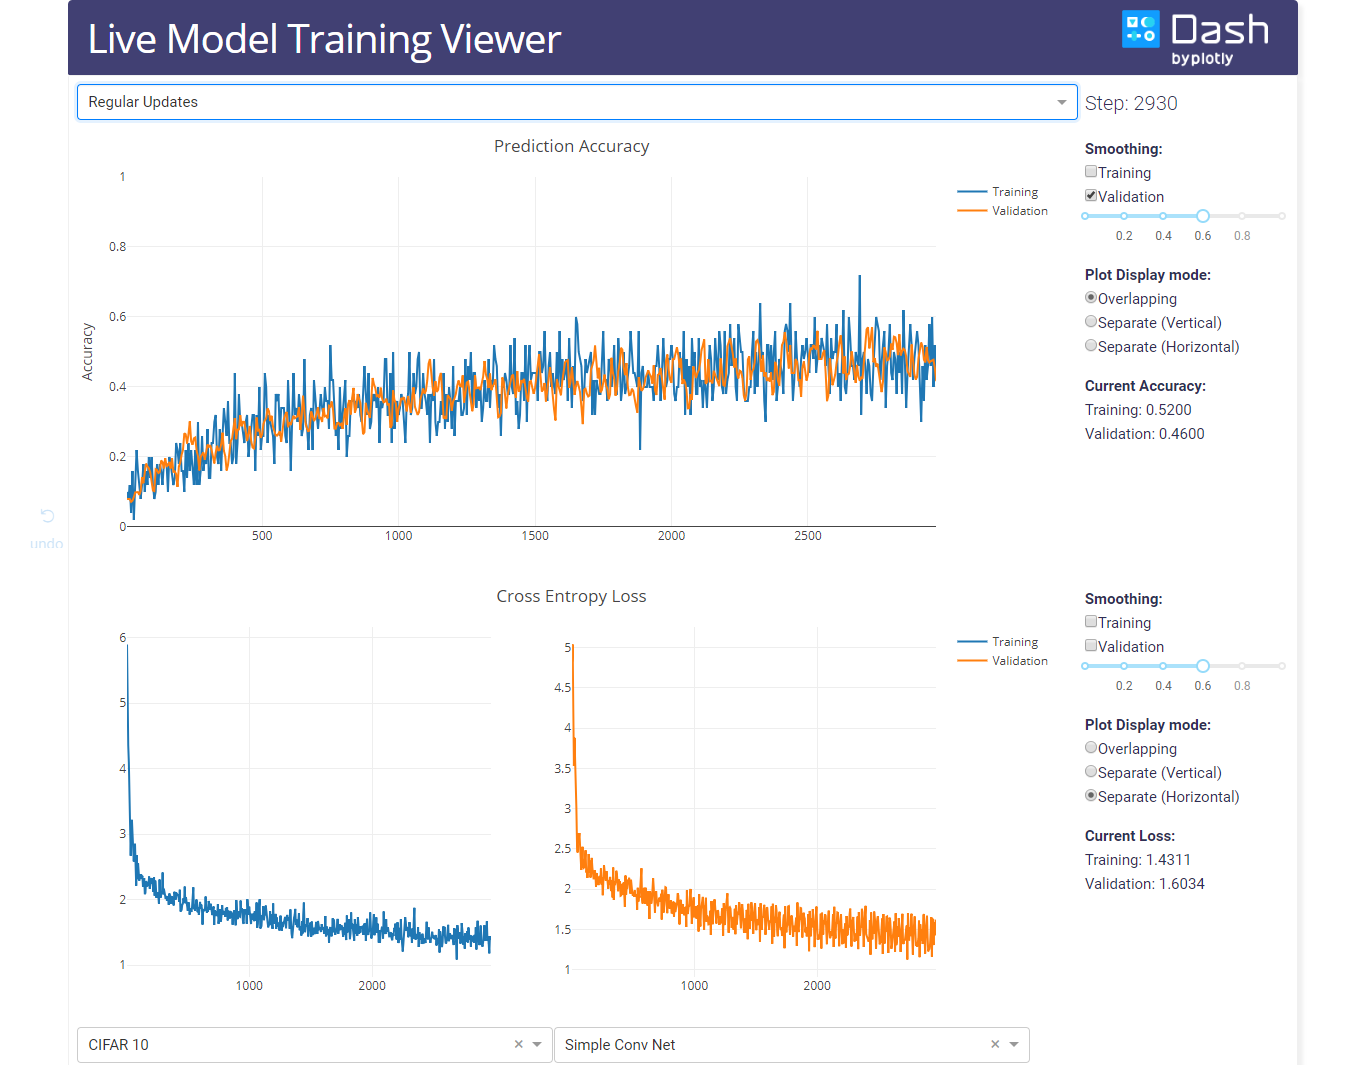 Live Model Training Viewer
Dash
by plotly
Regular Updates
Step: 2930
Prediction Accuracy
Smoothing:
Training
Validation
0.2 0.4 0.6 0.8
Plot Display mode:
Overlapping
Separate (Vertical)
Separate (Horizontal)
Current Accuracy:
Training: 0.5200
Validation: 0.4600
Training
Validation
Accuracy
1
0.8
0.6
0.4
0.2
0
500 1000 1500 2000 2500
undo
Cross Entropy Loss
6
5
4
3
2
1
1000 2000
5
4.5
4
3.5
3
2.5
2
1.5
1
1000 2000
Training
Validation
Smoothing:
Training
Validation
0.2 0.4 0.6 0.8
Plot Display mode:
Overlapping
Separate (Vertical)
Separate (Horizontal)
Current Loss:
Training: 1.4311
Validation: 1.6034
CIFAR 10 ×
Simple Conv Net ×